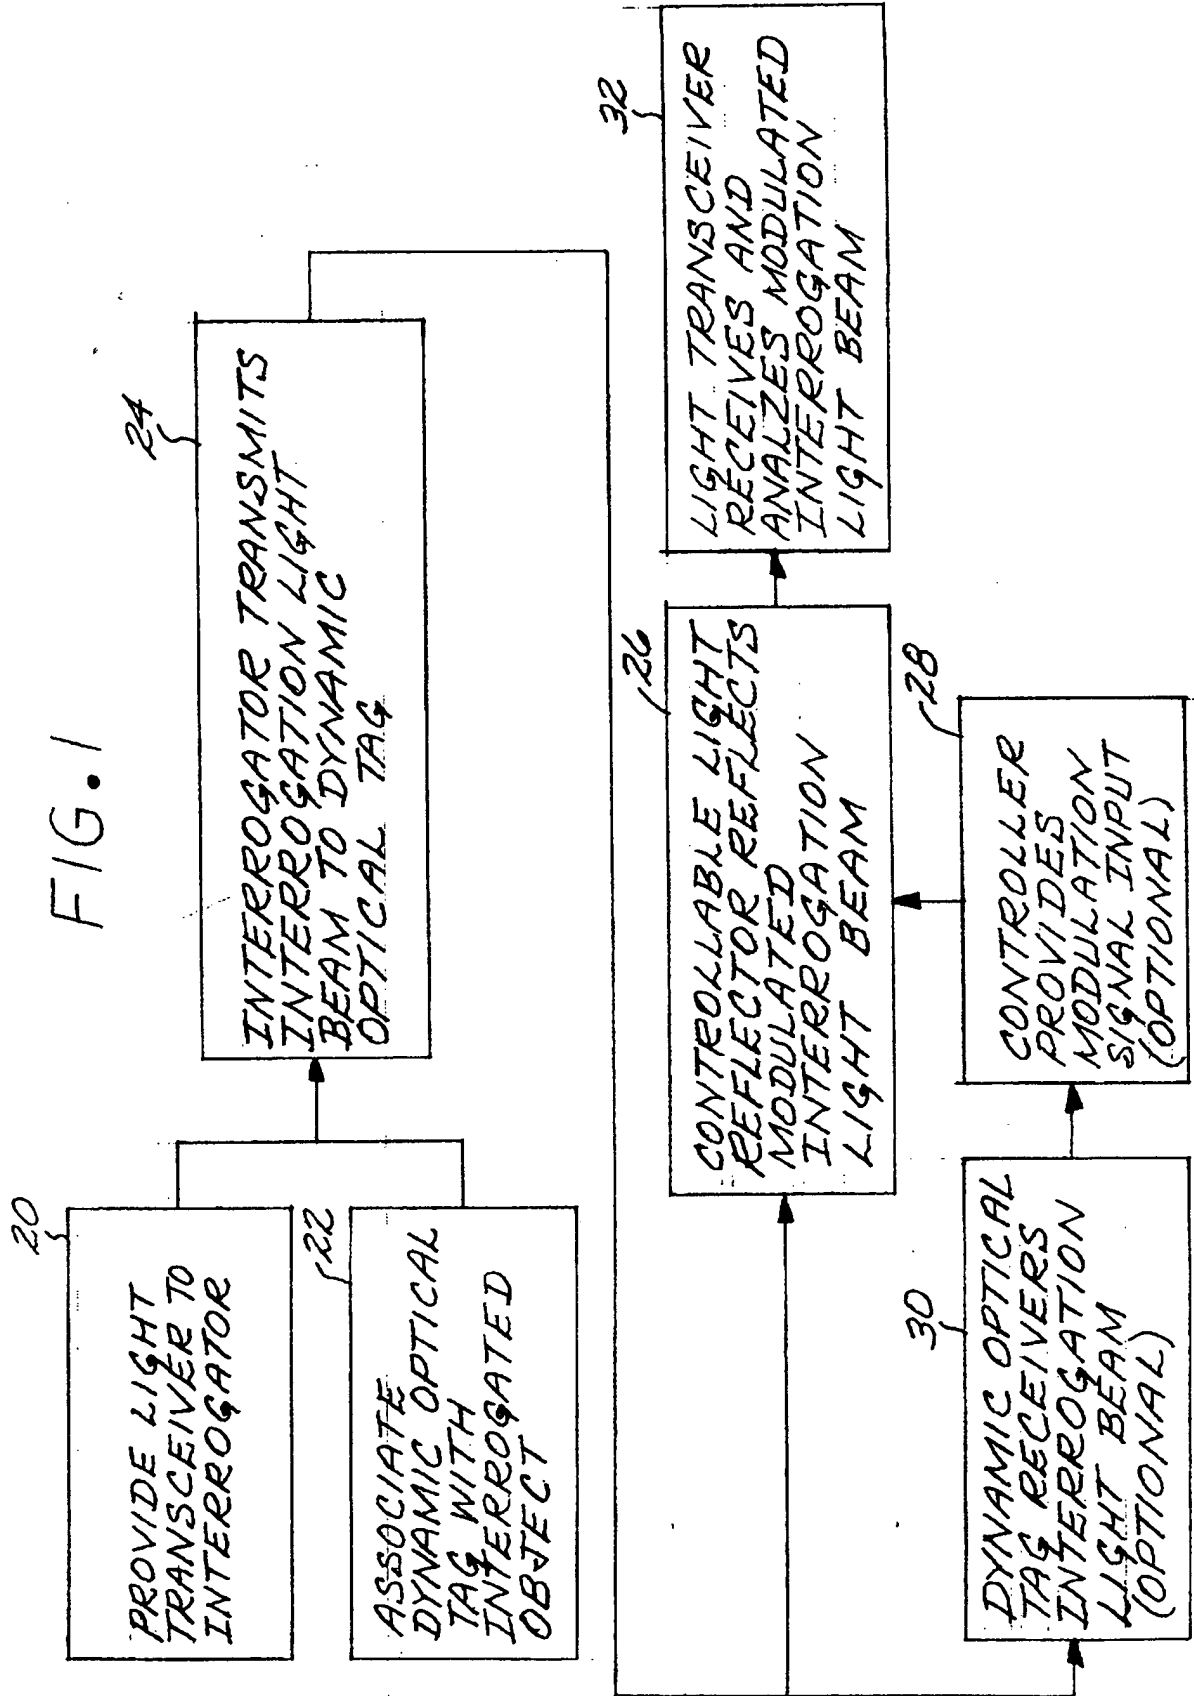 FIG. 1
20
PROVIDE LIGHT
TRANSCEIVER TO
INTERROGATOR
22
ASSOCIATE
DYNAMIC OPTICAL
TAG WITH
INTERROGATED
OBJECT
24
INTERROGATOR TRANSMITS
INTERROGATION LIGHT
BEAM TO DYNAMIC
OPTICAL TAG
26
CONTROLLABLE LIGHT
REFLECTOR REFLECTS
MODULATED
INTERROGATION
LIGHT BEAM
32
LIGHT TRANSCEIVER
RECEIVES AND
ANALZES MODULATED
INTERROGATION
LIGHT BEAM
30
DYNAMIC OPTICAL
TAG RECEIVERS
INTERROGATION
LIGHT BEAM
(OPTIONAL)
28
CONTROLLER
PROVIDES
MODULATION
SIGNAL INPUT
(OPTIONAL)